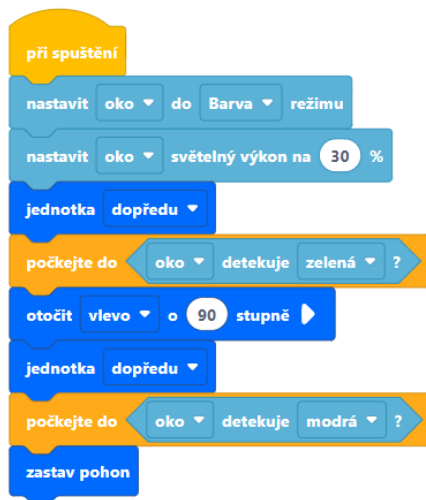 při spuštění
nastavit oko do Barva režimu
nastavit oko světelný výkon na 30 %
jednotka dopředu
počkejte do oko detekuje zelená ?
otočit vlevo o 90 stupně
jednotka dopředu
počkejte do oko detekuje modrá ?
zastav pohon